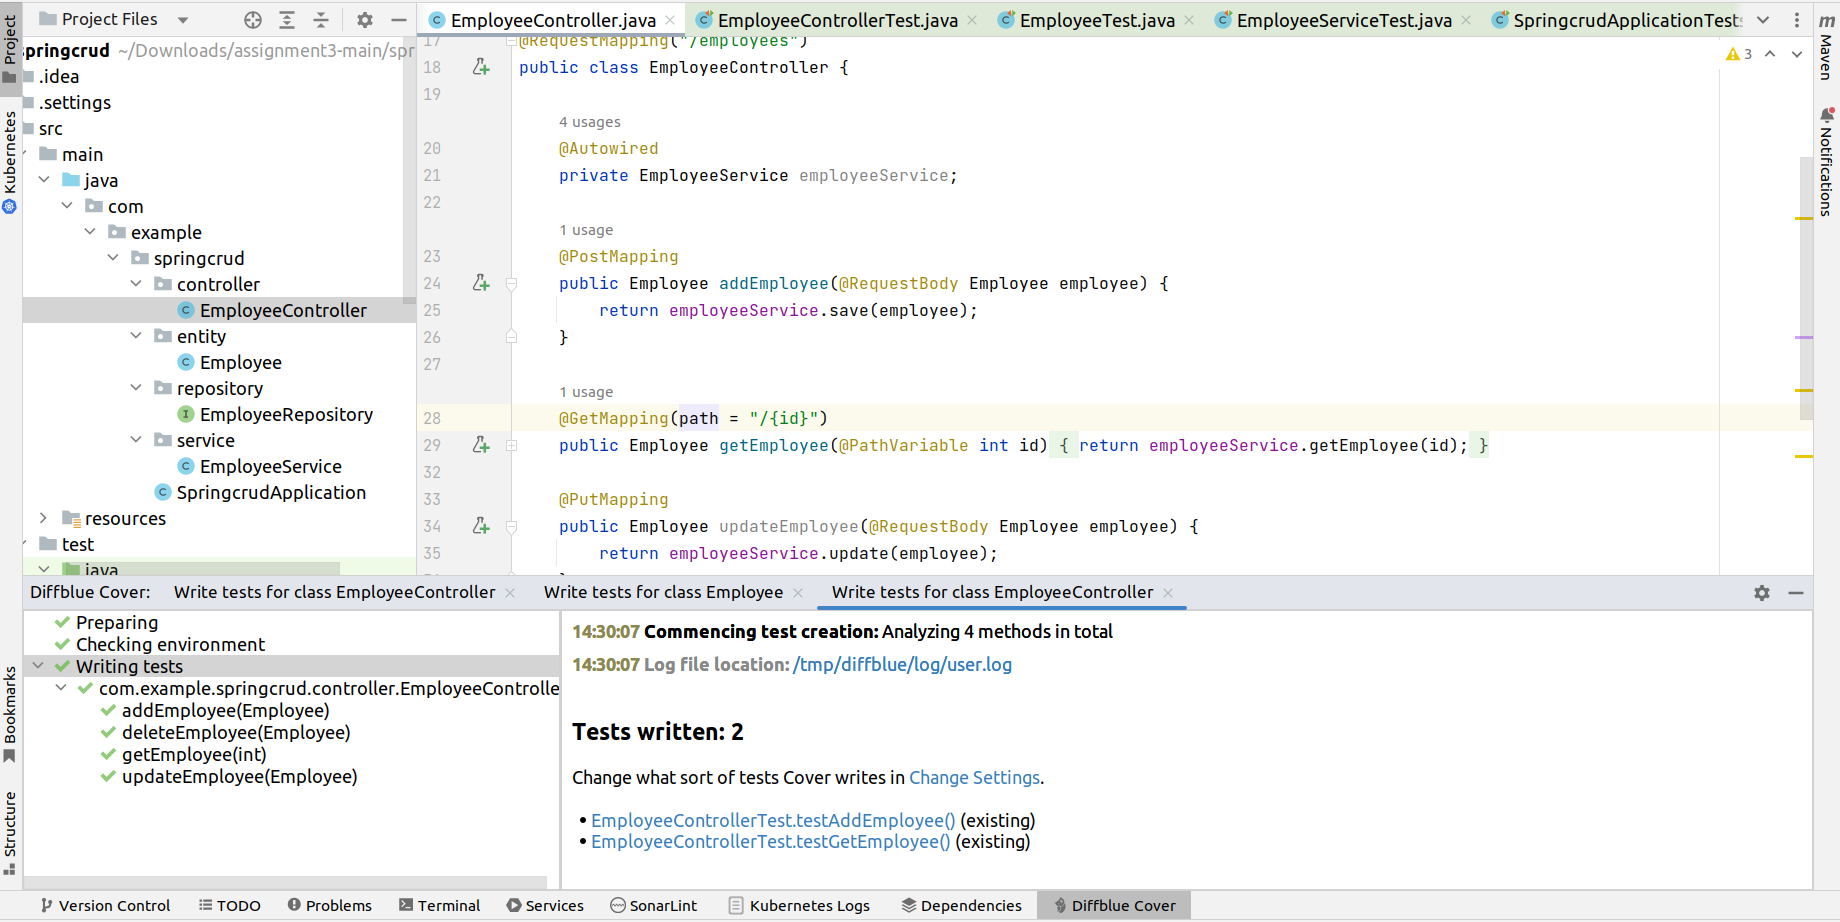 Project Files
EmployeeController.java
EmployeeControllerTest.java
EmployeeTest.java
EmployeeServiceTest.java
SpringcrudApplicationTest
Project
Kubernetes
Bookmarks
Structure
m
Maven
Notifications
springcrud ~/Downloads/assignment3-main/spr
.idea
.settings
src
main
java
com
example
springcrud
controller
EmployeeController
entity
Employee
repository
EmployeeRepository
service
EmployeeService
SpringcrudApplication
resources
test
java
3
17 @RequestMapping("/employees")
18 public class EmployeeController {
19
4 usages
20 @Autowired
21 private EmployeeService employeeService;
22
1 usage
23 @PostMapping
24 public Employee addEmployee(@RequestBody Employee employee) {
25 return employeeService.save(employee);
26 }
27
1 usage
28 @GetMapping(path = "/{id}")
29 public Employee getEmployee(@PathVariable int id) { return employeeService.getEmployee(id); }
32
33 @PutMapping
34 public Employee updateEmployee(@RequestBody Employee employee) {
35 return employeeService.update(employee);
Diffblue Cover:
Write tests for class EmployeeController
Write tests for class Employee
Write tests for class EmployeeController
Preparing
Checking environment
Writing tests
com.example.springcrud.controller.EmployeeControlle
addEmployee(Employee)
deleteEmployee(Employee)
getEmployee(int)
updateEmployee(Employee)
14:30:07 Commencing test creation: Analyzing 4 methods in total
14:30:07 Log file location: /tmp/diffblue/log/user.log
Tests written: 2
Change what sort of tests Cover writes in Change Settings.
• EmployeeControllerTest.testAddEmployee() (existing)
• EmployeeControllerTest.testGetEmployee() (existing)
Version Control
TODO
Problems
Terminal
Services
SonarLint
Kubernetes Logs
Dependencies
Diffblue Cover